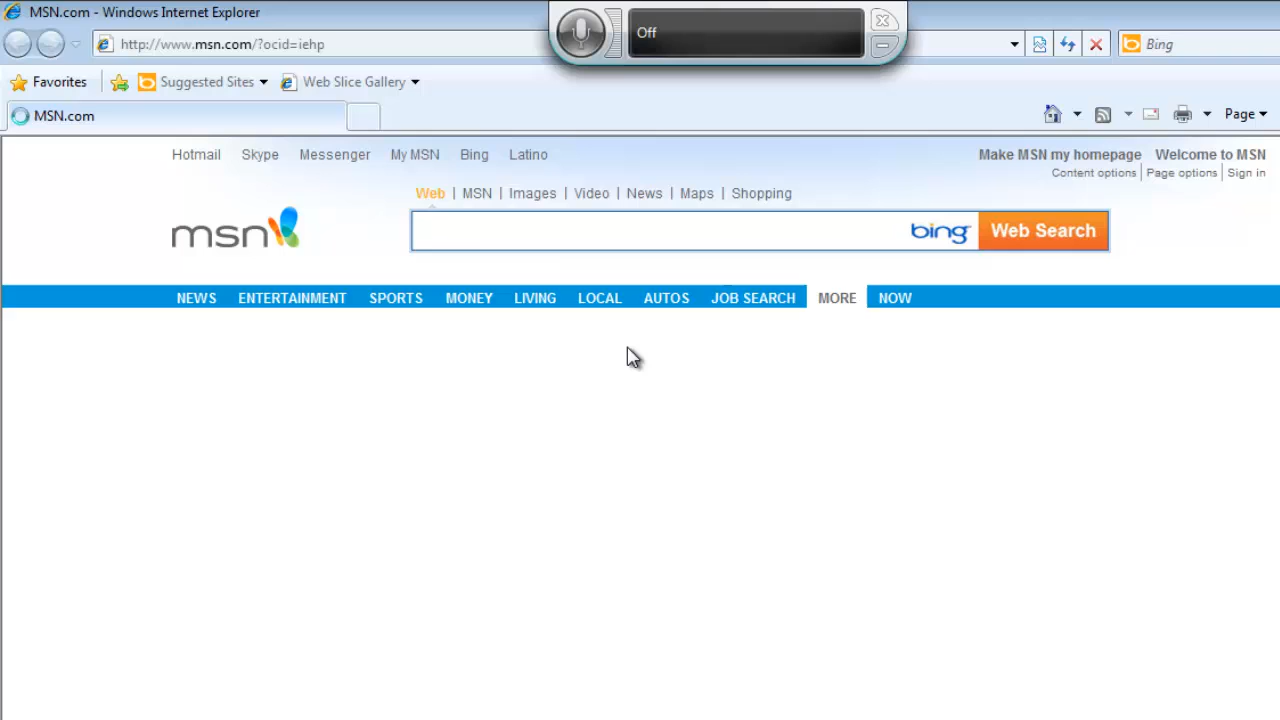 MSN.com - Windows Internet Explorer
Off
http://www.msn.com/?ocid=iehp
Bing
Favorites
Suggested Sites
Web Slice Gallery
MSN.com
Page
Hotmail Skype Messenger My MSN Bing Latino
Make MSN my homepage Welcome to MSN
Content options | Page options | Sign in
Web | MSN | Images | Video | News | Maps | Shopping
msn
bing
Web Search
NEWS ENTERTAINMENT SPORTS MONEY LIVING LOCAL AUTOS JOB SEARCH MORE NOW